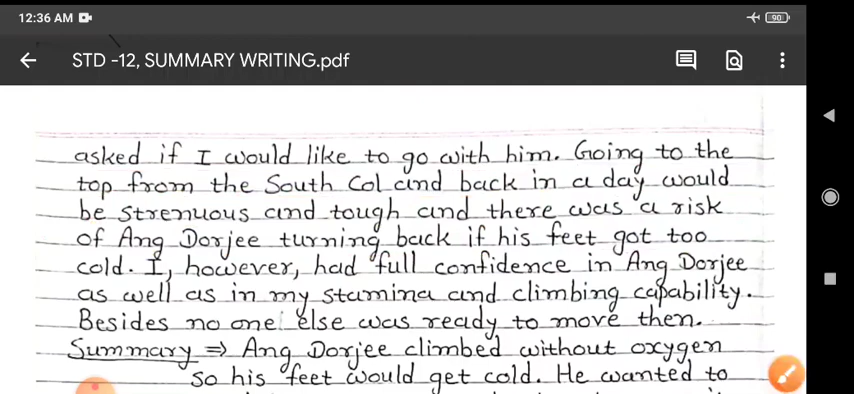 12:36 AM
90
STD -12, SUMMARY WRITING.pdf
asked if I would like to go with him. Going to the
top from the South Col and back in a day would
be strenuous and tough and there was a risk
of Ang Dorjee turning back if his feet got too
cold. I, however, had full confidence in Ang Dorjee
as well as in my stamina and climbing capability.
Besides no one else was ready to move then.
Summary ⇒ Ang Dorjee climbed without oxygen
so his feet would get cold. He wanted to